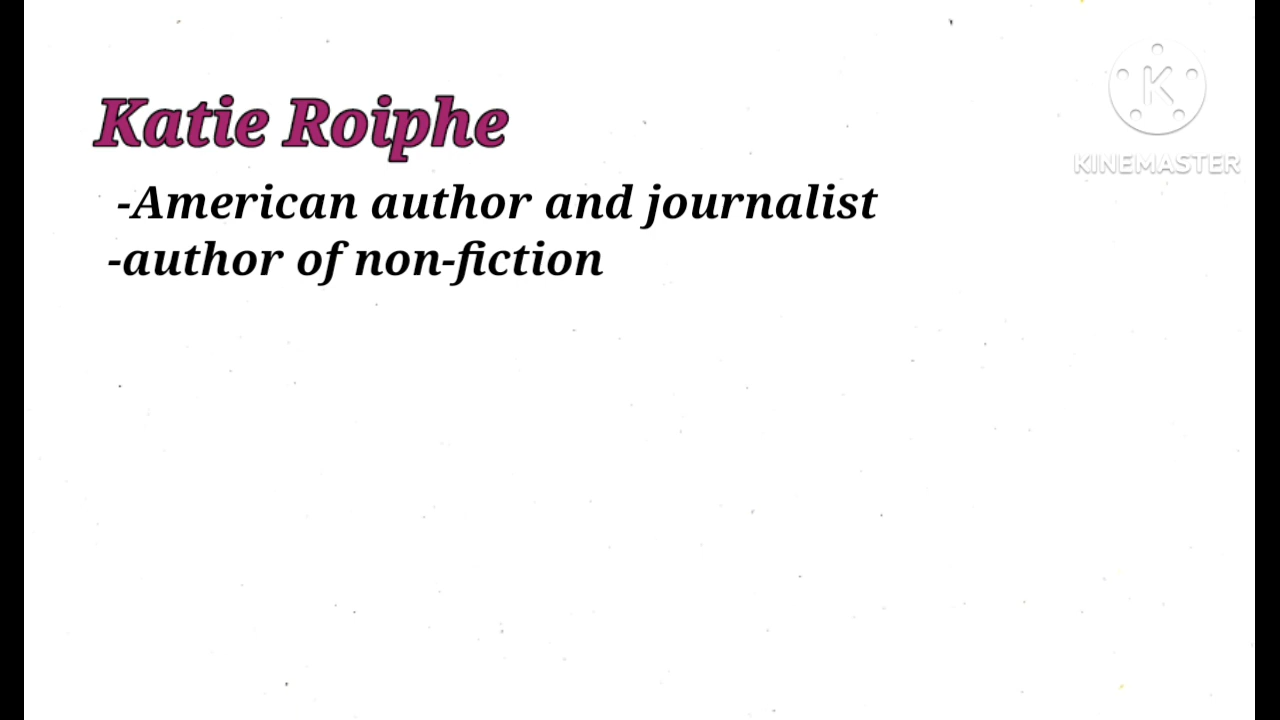 Katie Roiphe
-American author and journalist
-author of non-fiction
K
KINEMASTER